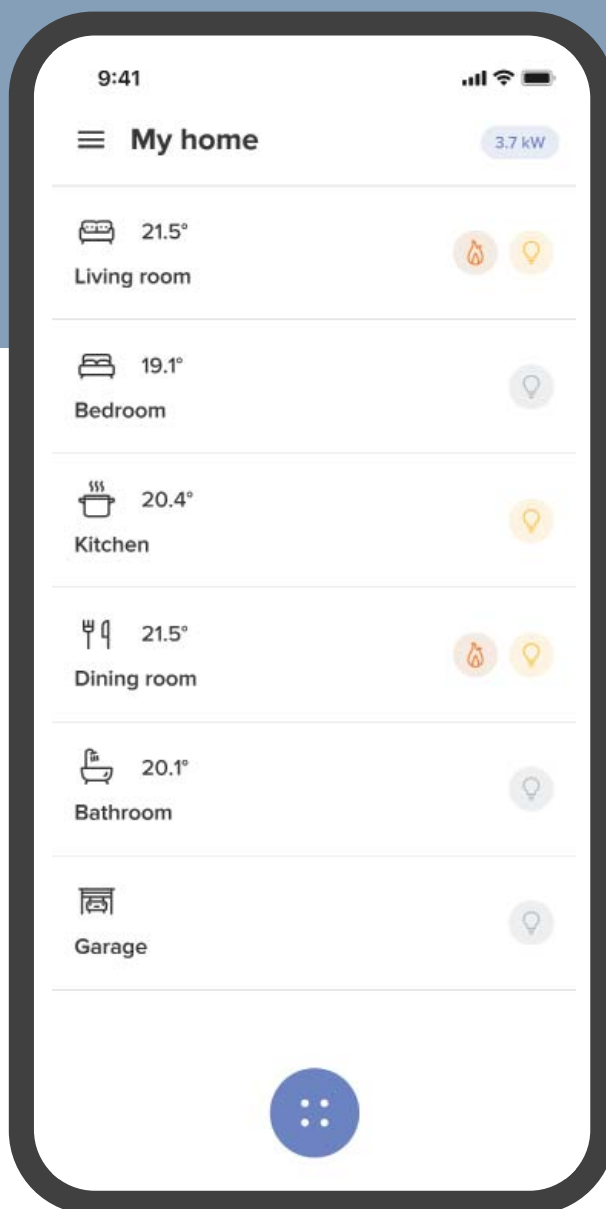 9:41
My home
3.7 kW
21.5°
Living room
19.1°
Bedroom
20.4°
Kitchen
21.5°
Dining room
20.1°
Bathroom
Garage